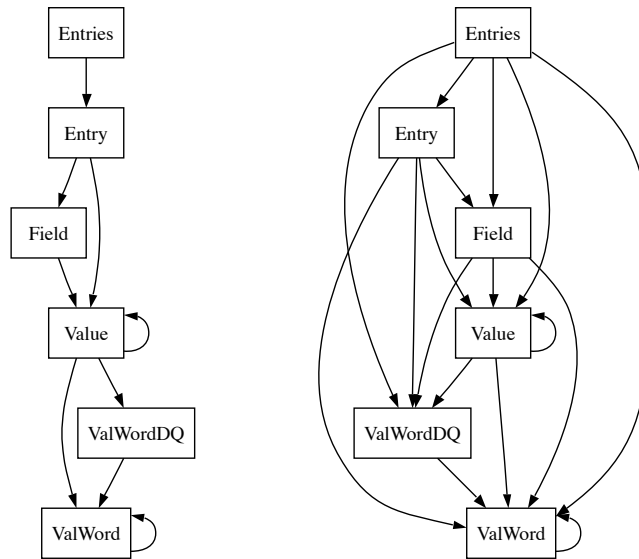 Entries
Entry
Field
Value
ValWordDQ
ValWord
Entries
Entry
Field
Value
ValWordDQ
ValWord